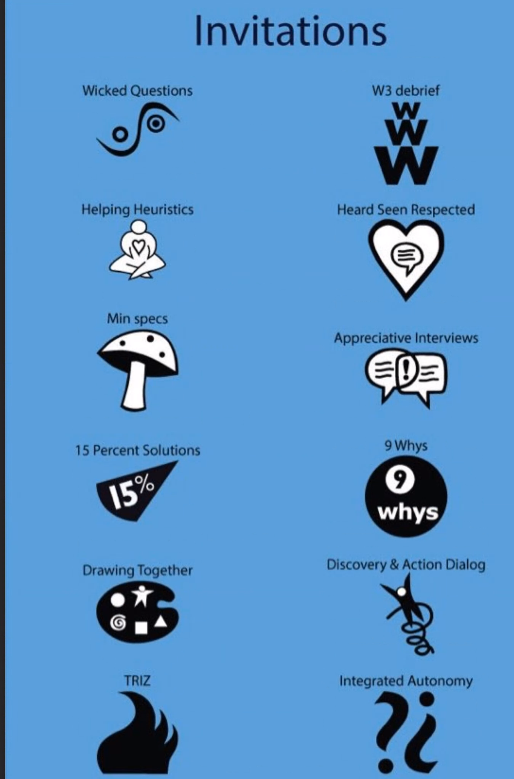 Invitations
Wicked Questions
W3 debrief
W
W
W
Helping Heuristics
Heard Seen Respected
Min specs
Appreciative Interviews
!
15 Percent Solutions
15%
9 Whys
9
whys
Drawing Together
Discovery & Action Dialog
TRIZ
Integrated Autonomy
?¿